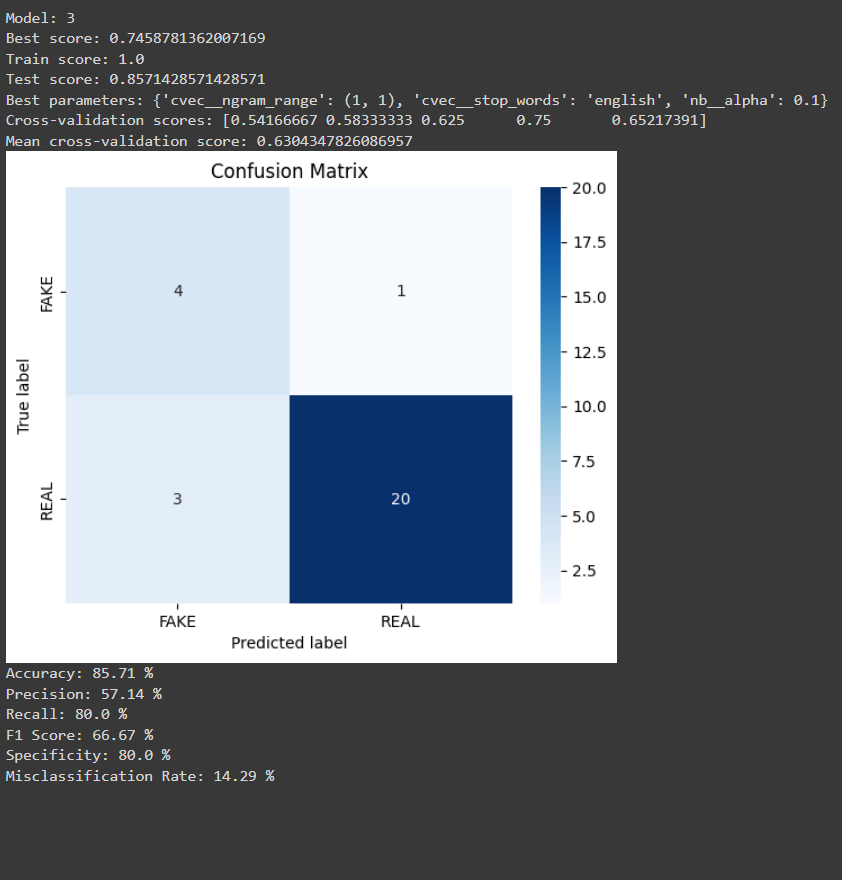 Model: 3
Best score: 0.7458781362007169
Train score: 1.0
Test score: 0.8571428571428571
Best parameters: {'cvec__ngram_range': (1, 1), 'cvec__stop_words': 'english', 'nb__alpha': 0.1}
Cross-validation scores: [0.54166667 0.58333333 0.625      0.75       0.65217391]
Mean cross-validation score: 0.6304347826086957
Confusion Matrix
20.0
17.5
15.0
12.5
10.0
7.5
5.0
2.5
True label
FAKE
4
1
REAL
3
20
FAKE
REAL
Predicted label
Accuracy: 85.71 %
Precision: 57.14 %
Recall: 80.0 %
F1 Score: 66.67 %
Specificity: 80.0 %
Misclassification Rate: 14.29 %